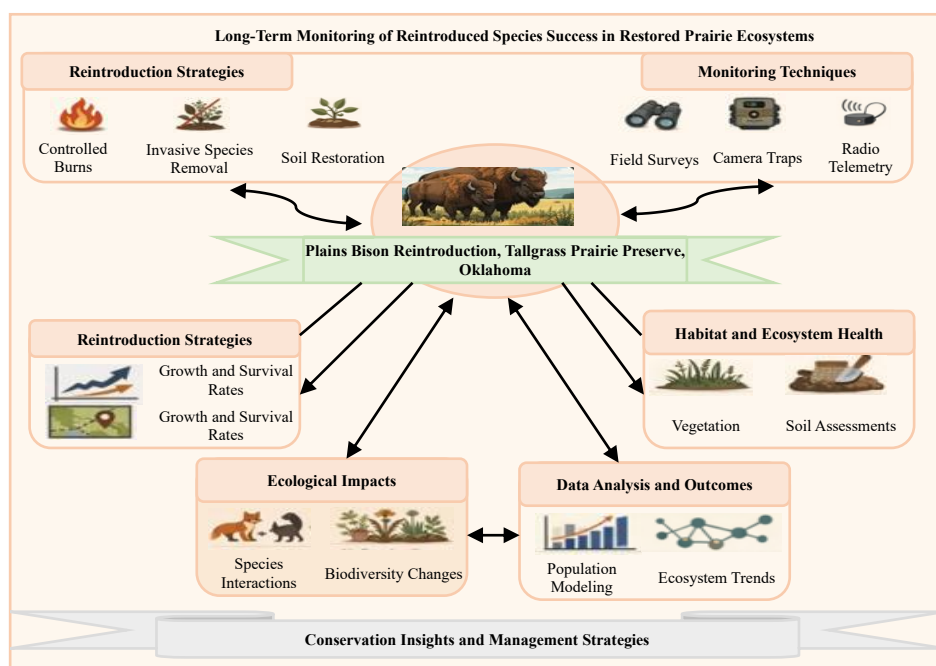 Long-Term Monitoring of Reintroduced Species Success in Restored Prairie Ecosystems
Reintroduction Strategies
Controlled
Burns
Invasive Species
Removal
Soil Restoration
Monitoring Techniques
Field Surveys
Camera Traps
Radio
Telemetry
Plains Bison Reintroduction, Tallgrass Prairie Preserve,
Oklahoma
Reintroduction Strategies
Growth and Survival
Rates
Growth and Survival
Rates
Habitat and Ecosystem Health
Vegetation
Soil Assessments
Ecological Impacts
Species
Interactions
Biodiversity Changes
Data Analysis and Outcomes
Population
Modeling
Ecosystem Trends
Conservation Insights and Management Strategies